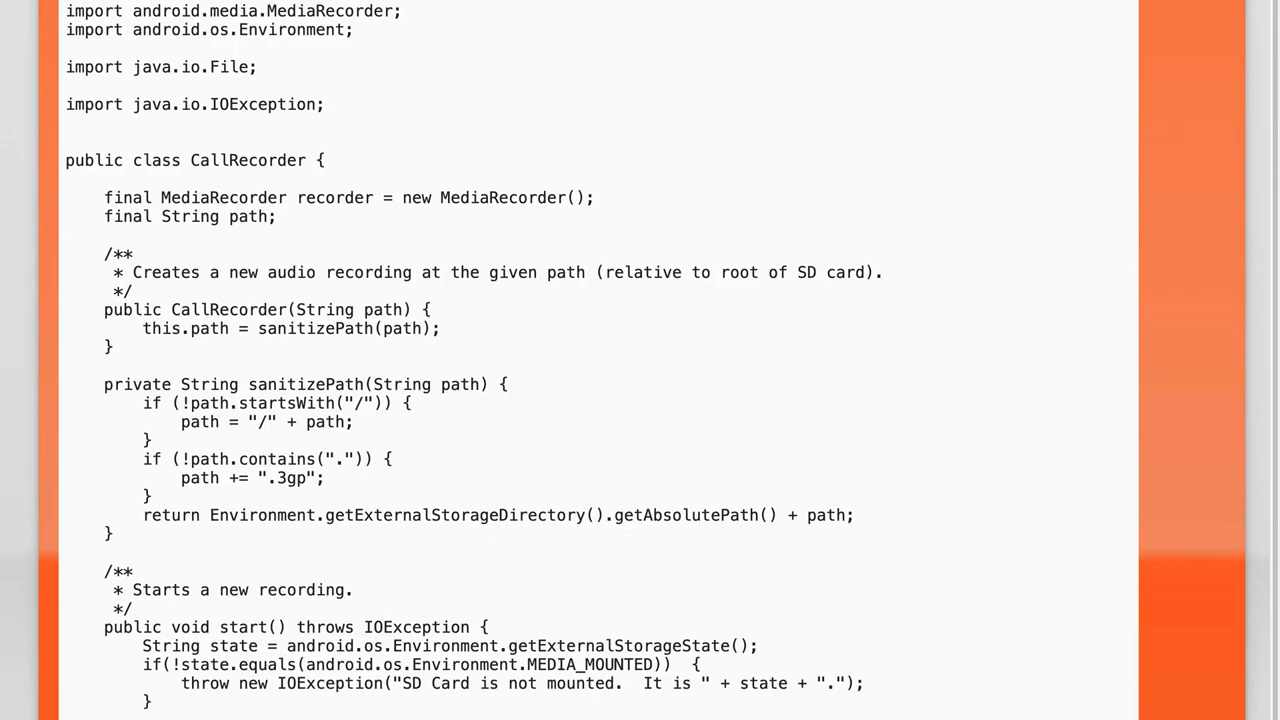 import android.media.MediaRecorder;
import android.os.Environment;
import java.io.File;
import java.io.IOException;
public class CallRecorder {
final MediaRecorder recorder = new MediaRecorder();
final String path;
/**
* Creates a new audio recording at the given path (relative to root of SD card).
*/
public CallRecorder(String path) {
this.path = sanitizePath(path);
}
private String sanitizePath(String path) {
if (!path.startsWith("/")) {
path = "/" + path;
}
if (!path.contains(".")) {
path += ".3gp";
}
return Environment.getExternalStorageDirectory().getAbsolutePath() + path;
}
/**
* Starts a new recording.
*/
public void start() throws IOException {
String state = android.os.Environment.getExternalStorageState();
if(!state.equals(android.os.Environment.MEDIA_MOUNTED))  {
throw new IOException("SD Card is not mounted.  It is " + state + ".");
}